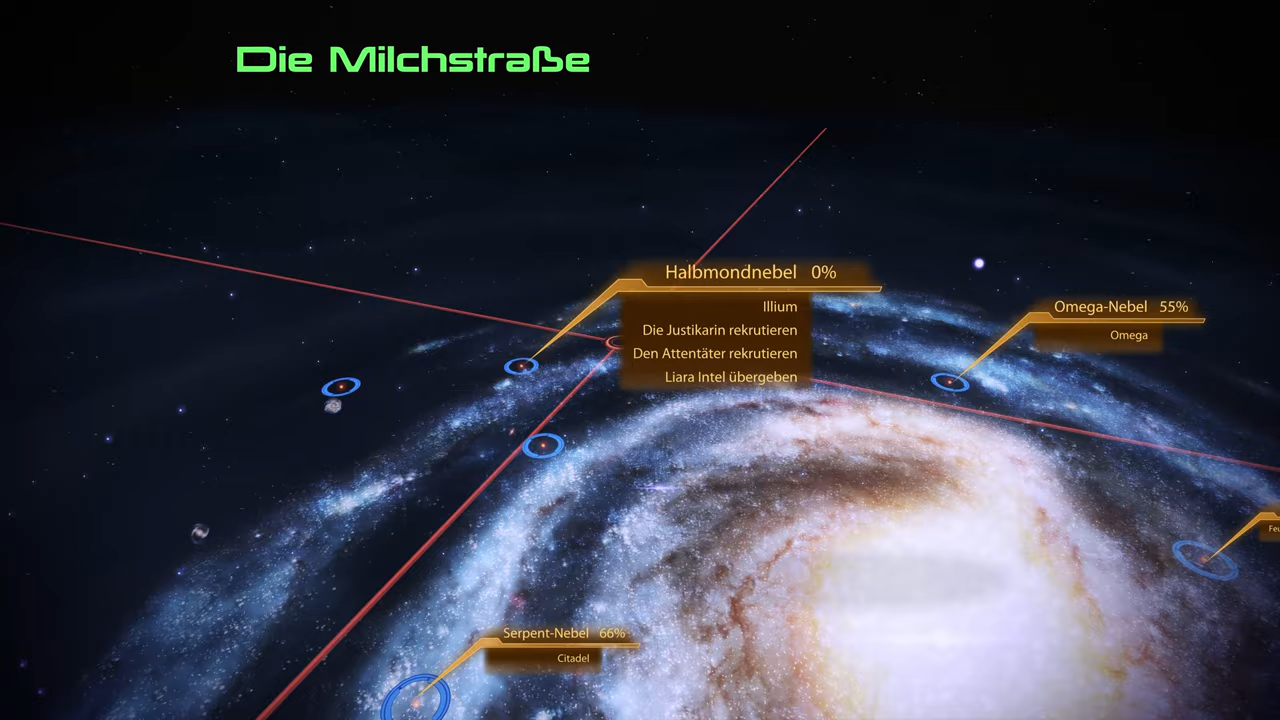 Die Milchstraße
Halbmondnebel 0%
Illium
Die Justikarin rekrutieren
Den Attentäter rekrutieren
Liara Intel übergeben
Omega-Nebel 55%
Omega
Serpent-Nebel 66%
Citadel